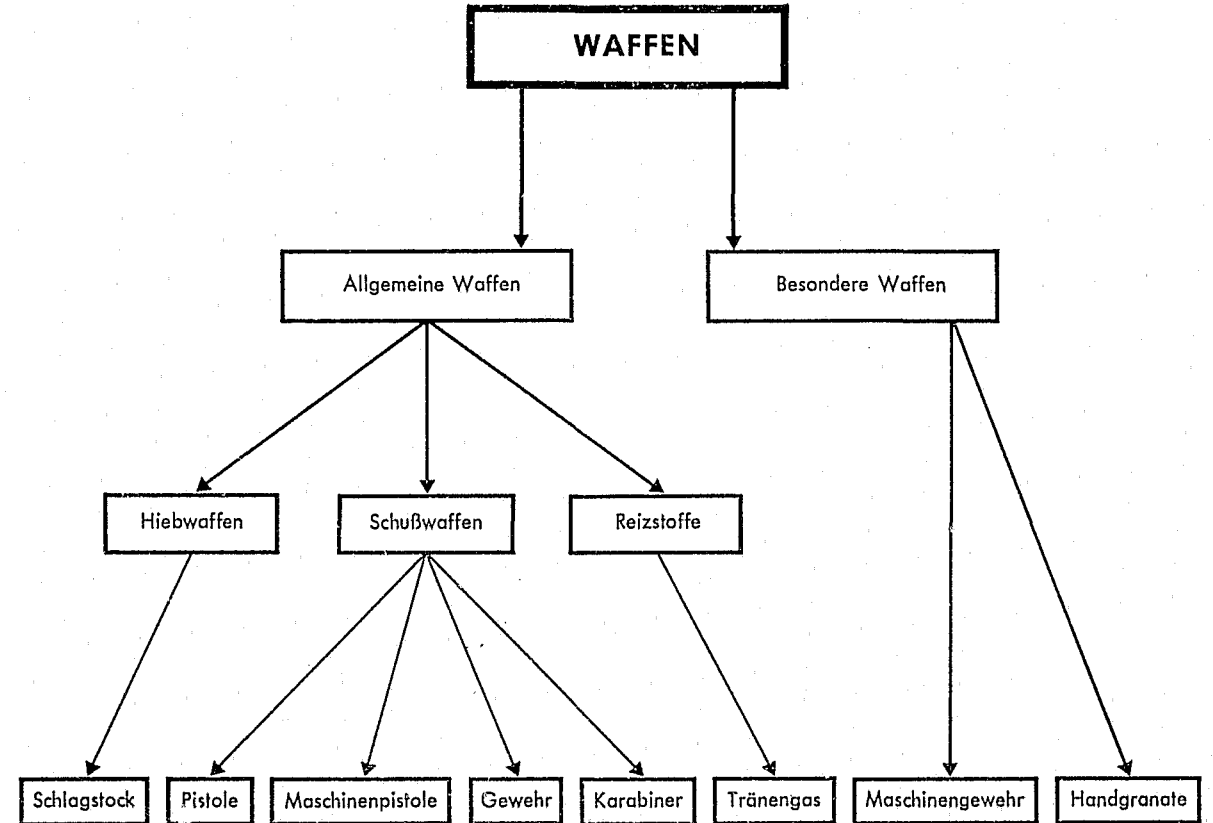 WAFFEN
Allgemeine Waffen
Besondere Waffen
Hiebwaffen
Schußwaffen
Reizstoffe
Schlagstock
Pistole
Maschinenpistole
Gewehr
Karabiner
Tränengas
Maschinengewehr
Handgranate